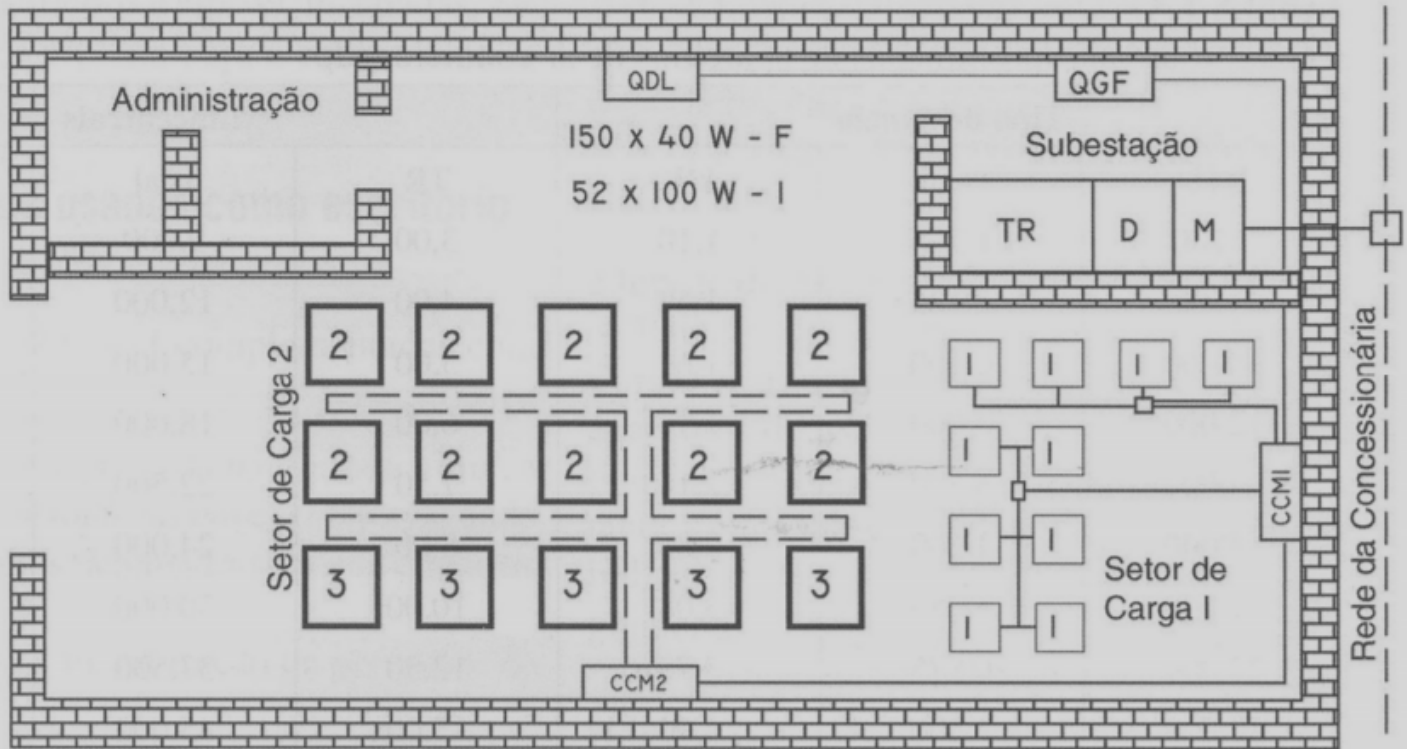 QDL
QGF
Administração
150 X 40 W - F
52 X 100 W - I
Subestação
TR D M
Rede da Concessionária
Setor de Carga 2
2 2 2 2 2
2 2 2 2 2
3 3 3 3 3
1 1 1 1
1 1
1 1
1 1
CCM1
Setor de
Carga I
CCM2